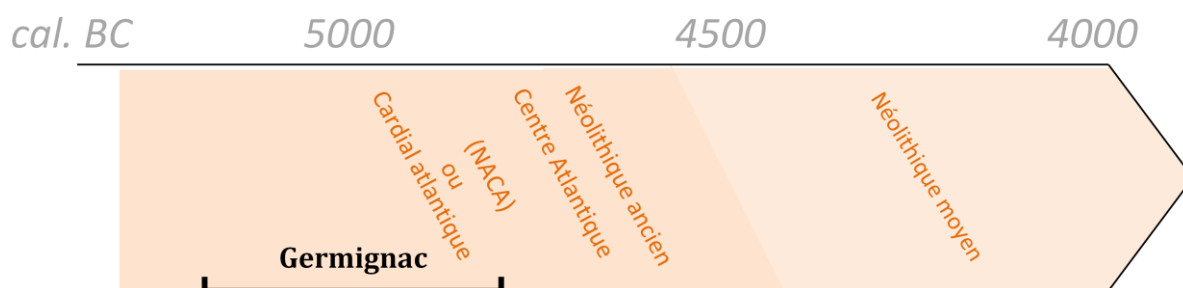 cal. BC 5000 4500 4000
Néolithique ancien
Centre Atlantique
(NACA)
ou
Cardial atlantique
Néolithique moyen
Germignac